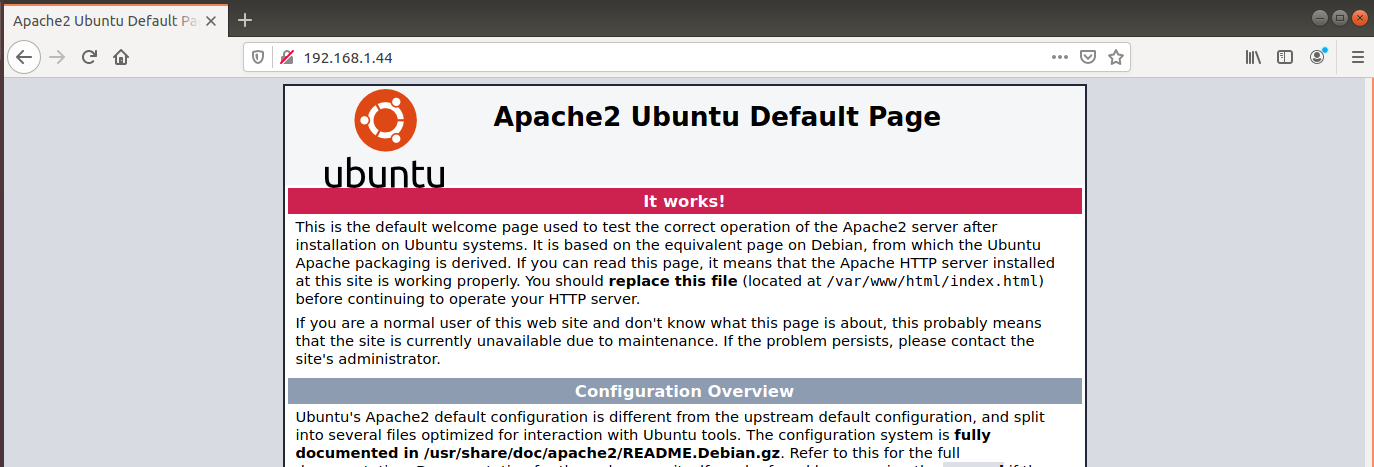 Apache2 Ubuntu Default Pa
192.168.1.44
ubuntu
Apache2 Ubuntu Default Page
It works!
This is the default welcome page used to test the correct operation of the Apache2 server after
installation on Ubuntu systems. It is based on the equivalent page on Debian, from which the Ubuntu
Apache packaging is derived. If you can read this page, it means that the Apache HTTP server installed
at this site is working properly. You should replace this file (located at /var/www/html/index.html)
before continuing to operate your HTTP server.
If you are a normal user of this web site and don't know what this page is about, this probably means
that the site is currently unavailable due to maintenance. If the problem persists, please contact the
site's administrator.
Configuration Overview
Ubuntu's Apache2 default configuration is different from the upstream default configuration, and split
into several files optimized for interaction with Ubuntu tools. The configuration system is fully
documented in /usr/share/doc/apache2/README.Debian.gz. Refer to this for the full